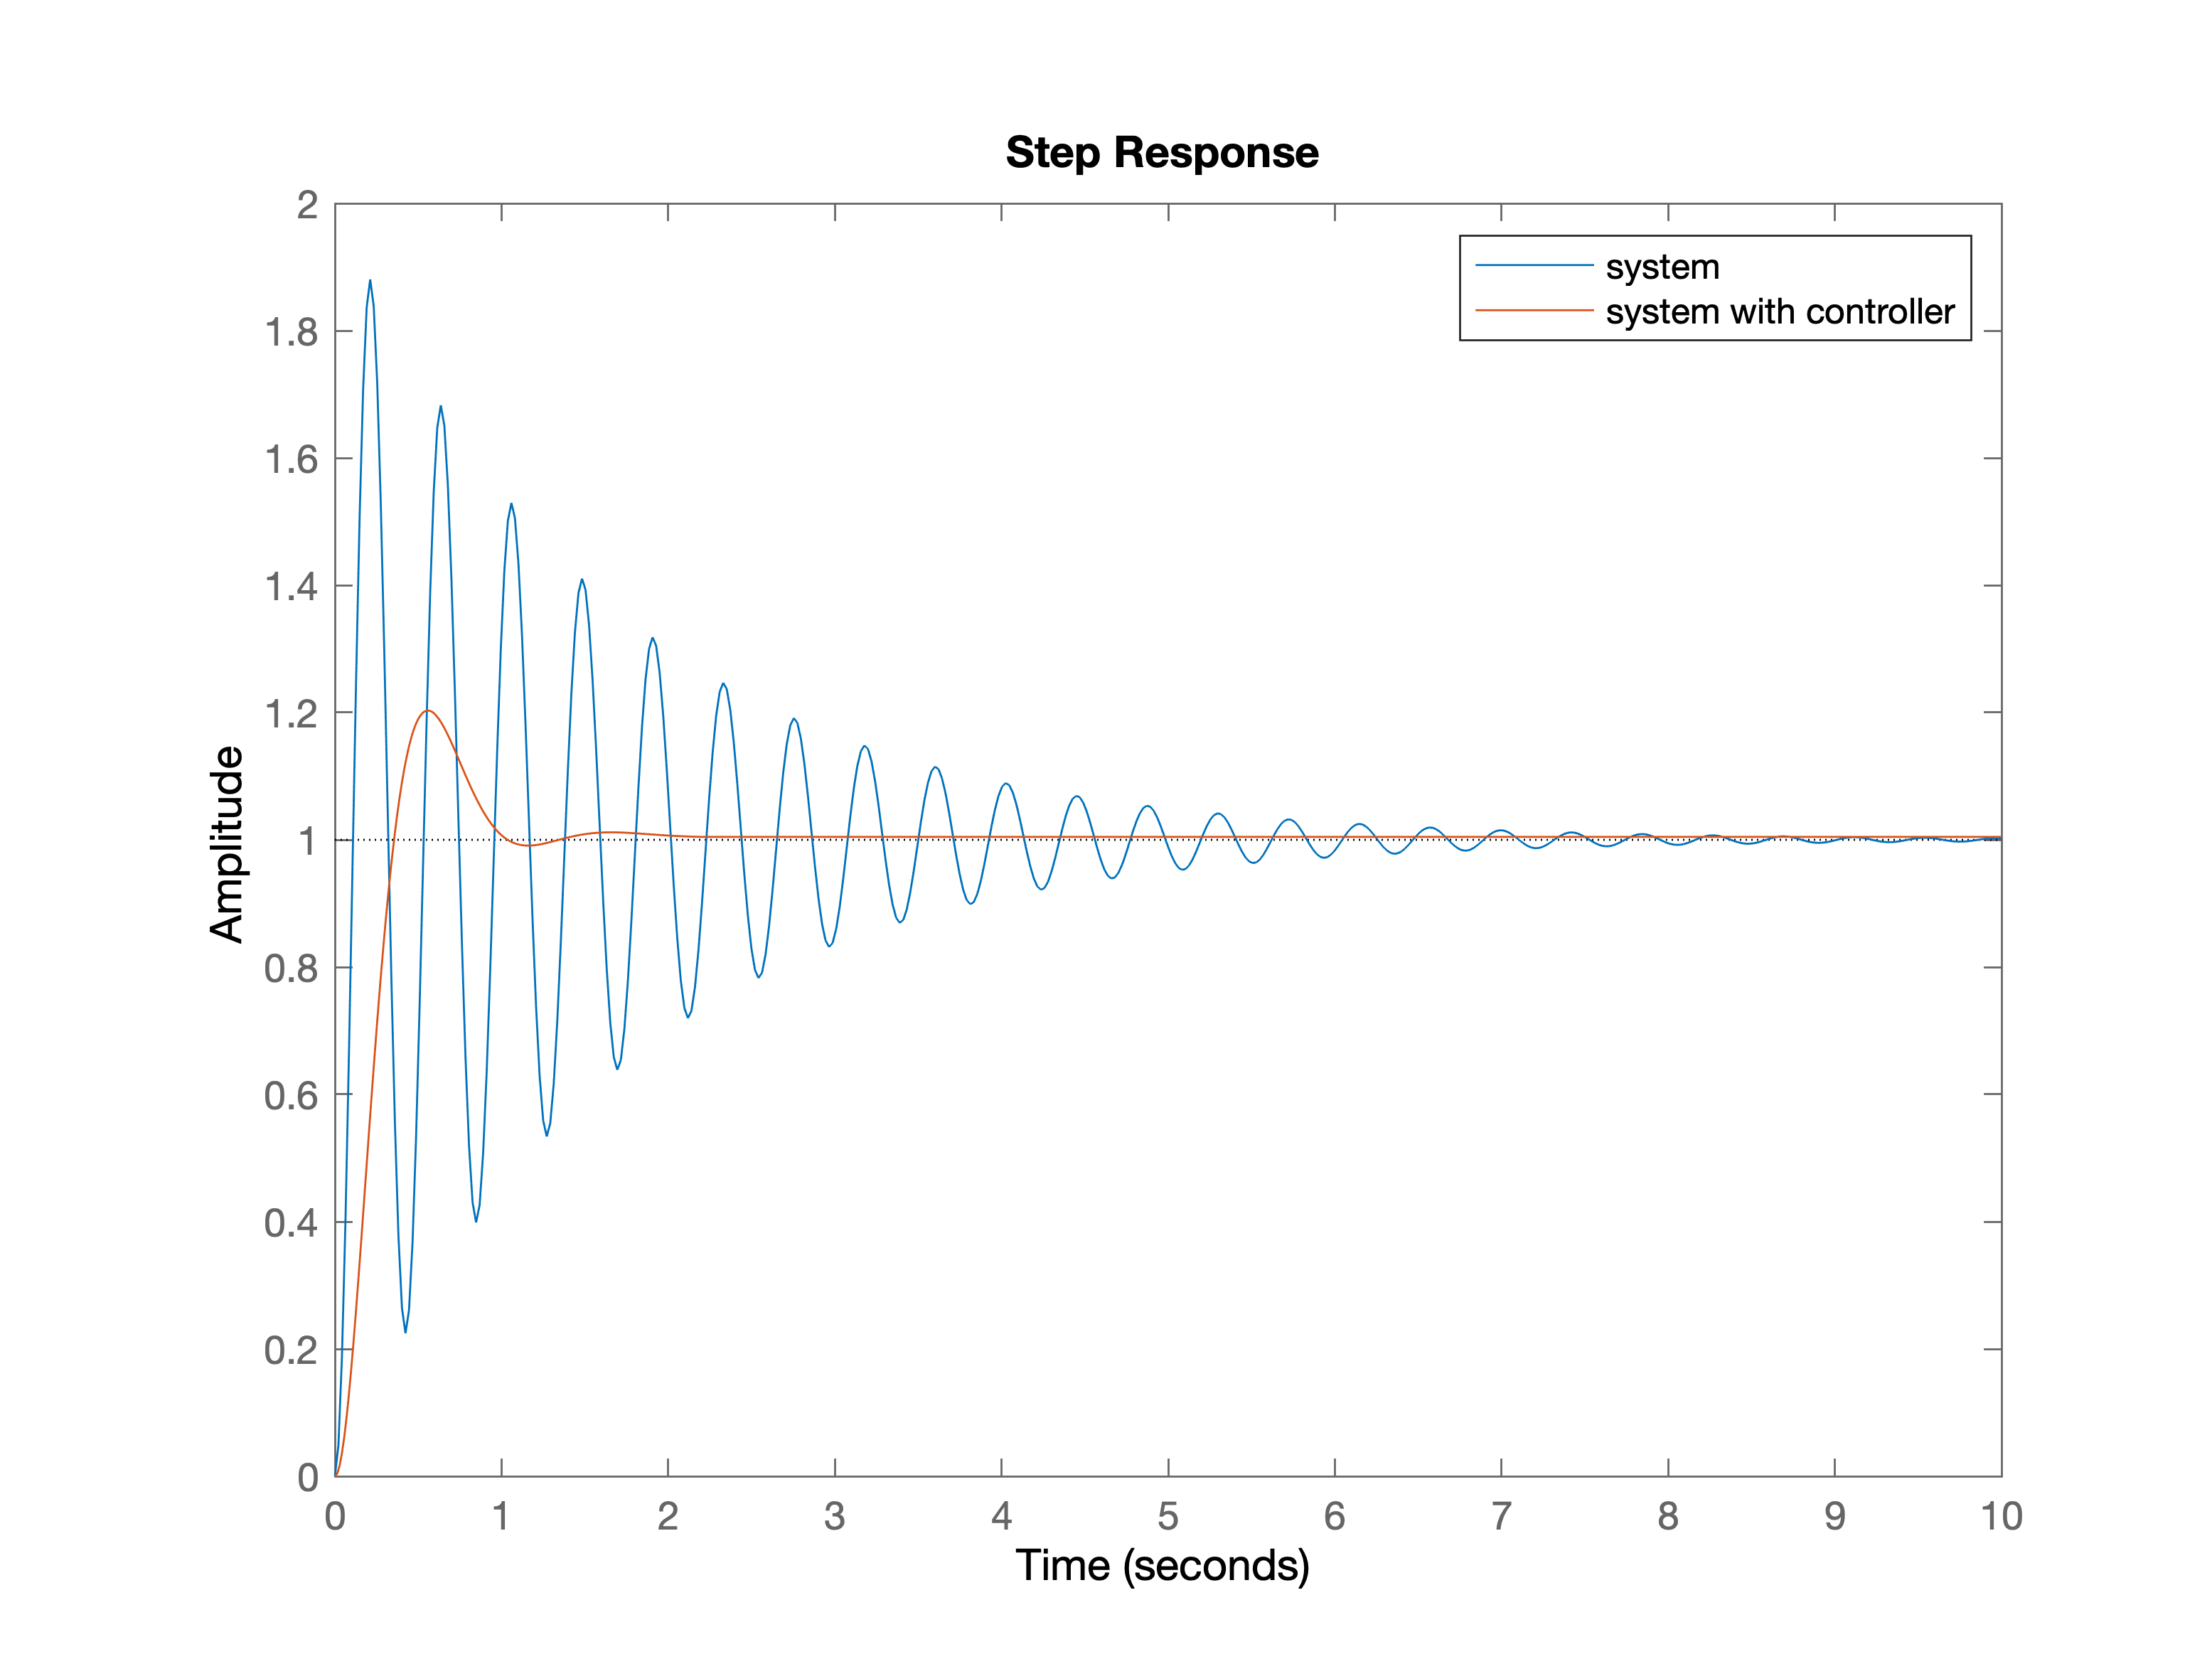 Step Response
system
system with controller
Amplitude
2
1.8
1.6
1.4
1.2
1
0.8
0.6
0.4
0.2
0
0 1 2 3 4 5 6 7 8 9 10
Time (seconds)